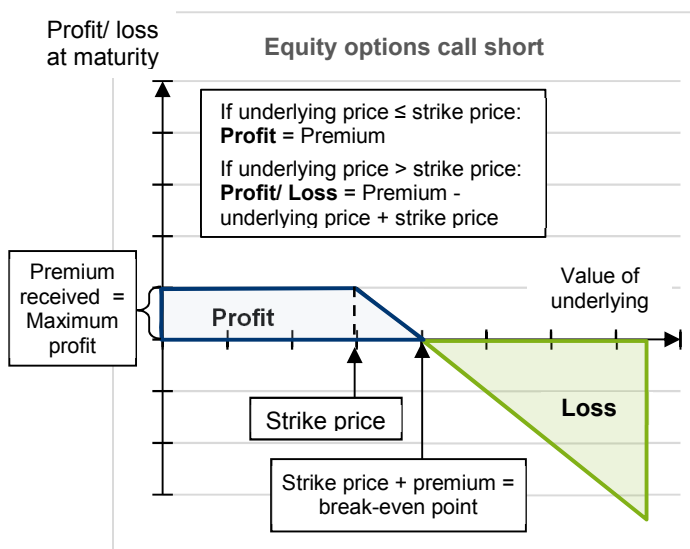 Profit/ loss
at maturity
Equity options call short
If underlying price ≤ strike price:
Profit = Premium
If underlying price > strike price:
Profit/ Loss = Premium -
underlying price + strike price
Premium
received =
Maximum
profit
Profit
Value of
underlying
Strike price
Loss
Strike price + premium =
break-even point